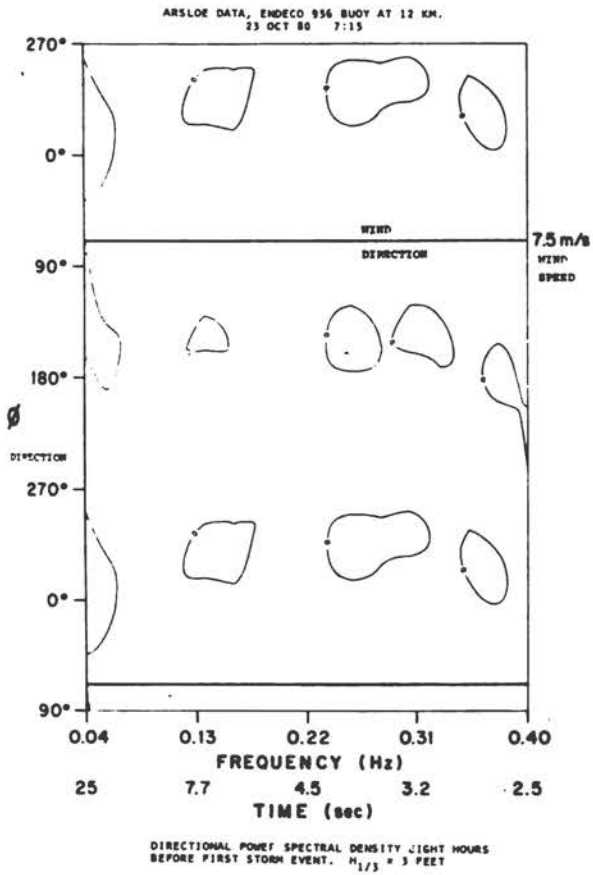 ARSLOE DATA, ENDECO 956 BUOY AT 12 KM.
23 OCT 80 7:15
270°
0°
WIND
7.5 m/s
DIRECTION
WIND
SPEED
90°
180°
Ø
DIRECTION
270°
0°
90°
0.04 0.13 0.22 0.31 0.40
FREQUENCY (Hz)
25 7.7 4.5 3.2 2.5
TIME (sec)
DIRECTIONAL POWER SPECTRAL DENSITY EIGHT HOURS
BEFORE FIRST STORM EVENT. H1/3 = 3 FEET